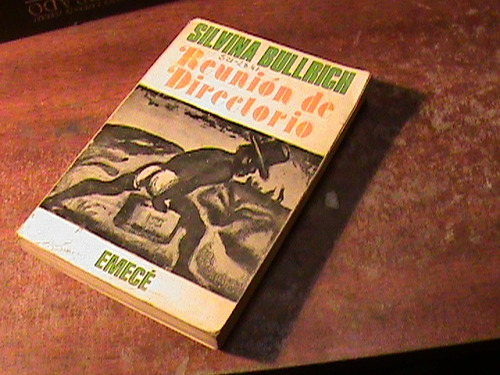 SILVINA BULLRICH
Reunión de
Directorio
EMECÉ